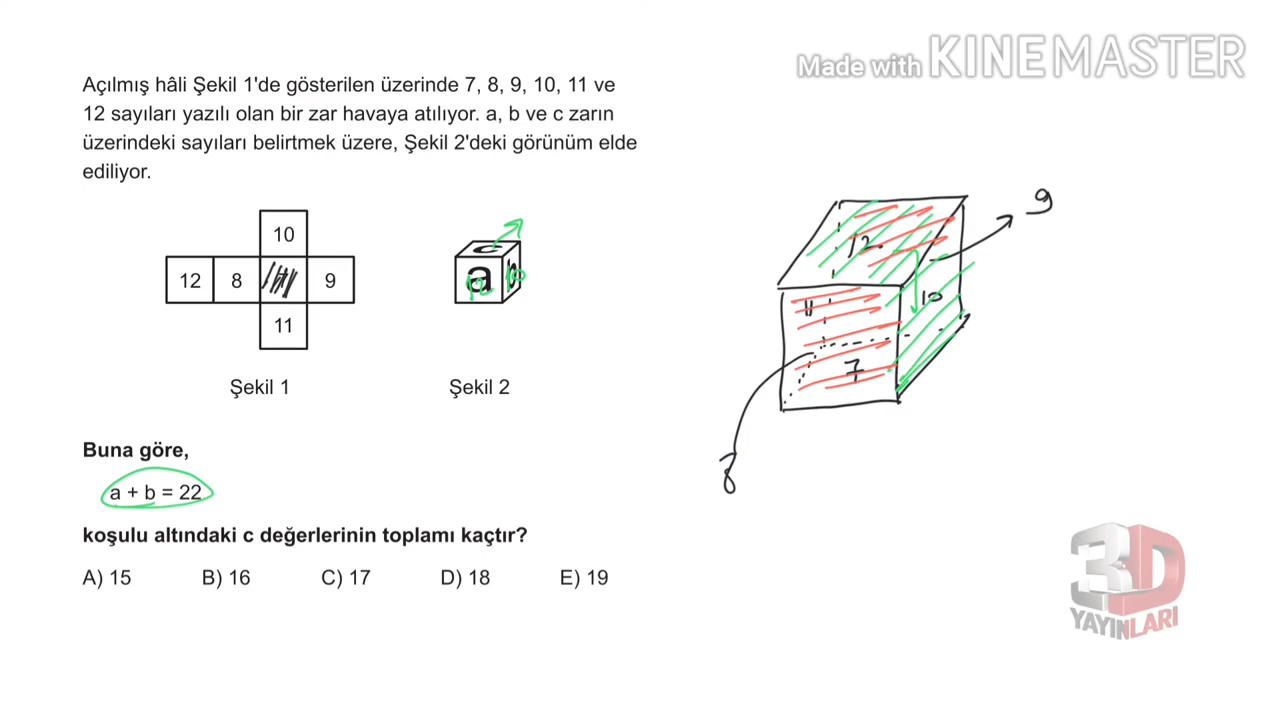 Made with KINEMASTER
Açılmış hâli Şekil 1'de gösterilen üzerinde 7, 8, 9, 10, 11 ve
12 sayıları yazılı olan bir zar havaya atılıyor. a, b ve c zarın
üzerindeki sayıları belirtmek üzere, Şekil 2'deki görünüm elde
ediliyor.
10
12 8 9
11
Şekil 1
c
a b
12 10
Şekil 2
9
12
11 10
7
8
Buna göre,
a + b = 22
koşulu altındaki c değerlerinin toplamı kaçtır?
A) 15 B) 16 C) 17 D) 18 E) 19
3D
YAYINLARI